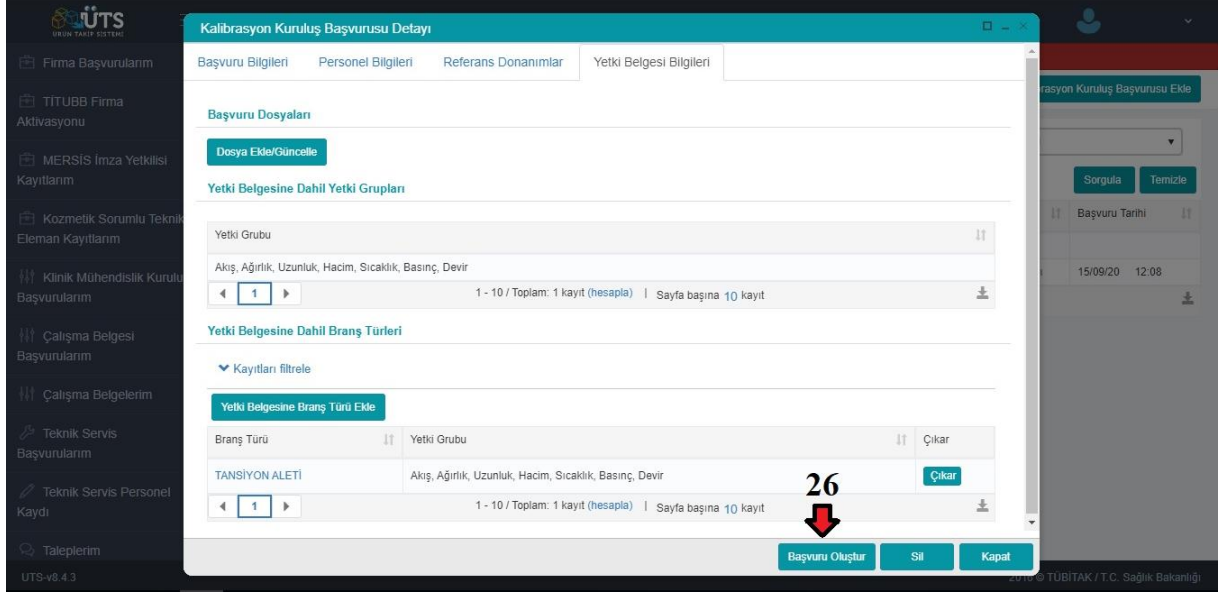 ÜTS
ÜRÜN TAKİP SİSTEMİ
Firma Başvurularım
TİTUBB Firma
Aktivasyonu
MERSİS İmza Yetkilisi
Kayıtlarım
Kozmetik Sorumlu Teknik
Eleman Kayıtlarım
Klinik Mühendislik Kurulu
Başvurularım
Çalışma Belgesi
Başvurularım
Çalışma Belgelerim
Teknik Servis
Başvurularım
Teknik Servis Personel
Kaydı
Taleplerim
UTS-v8.4.3
Kalibrasyon Kuruluş Başvurusu Detayı
Başvuru Bilgileri Personel Bilgileri Referans Donanımlar Yetki Belgesi Bilgileri
Başvuru Dosyaları
Dosya Ekle/Güncelle
Yetki Belgesine Dahil Yetki Grupları
Yetki Grubu
Akış, Ağırlık, Uzunluk, Hacim, Sıcaklık, Basınç, Devir
1 1 - 10 / Toplam: 1 kayıt (hesapla) | Sayfa başına 10 kayıt
Yetki Belgesine Dahil Branş Türleri
Kayıtları filtrele
Yetki Belgesine Branş Türü Ekle
Branş Türü Yetki Grubu Çıkar
TANSİYON ALETİ Akış, Ağırlık, Uzunluk, Hacim, Sıcaklık, Basınç, Devir Çıkar
1 1 - 10 / Toplam: 1 kayıt (hesapla) | Sayfa başına 10 kayıt
26
Başvuru Oluştur Sil Kapat
rasyon Kuruluş Başvurusu Ekle
Sorgula Temizle
Başvuru Tarihi
15/09/20 12:08
© TÜBİTAK / T.C. Sağlık Bakanlığı